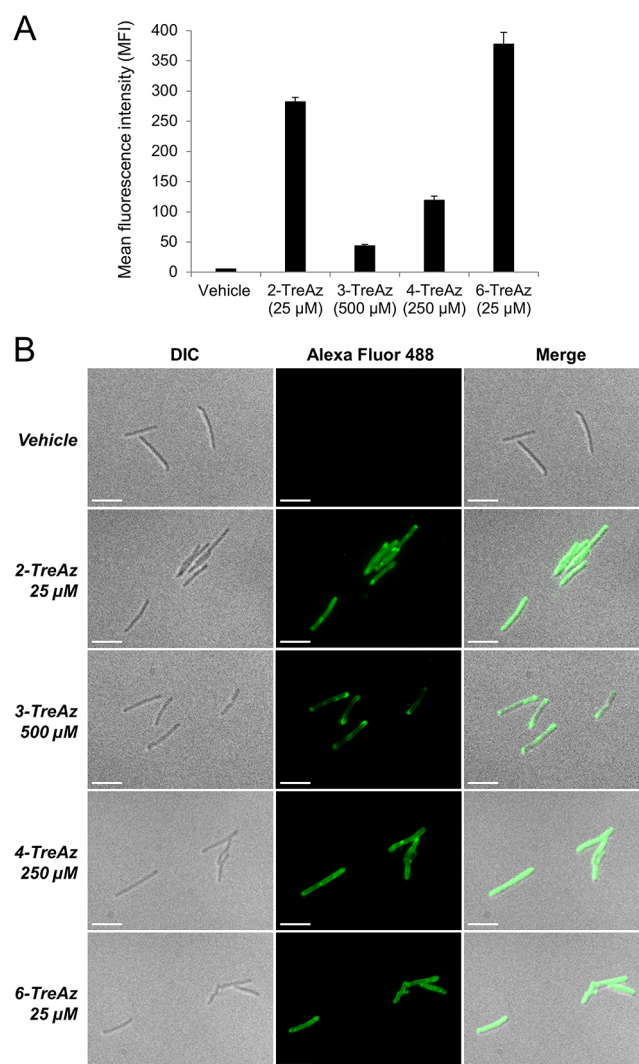 A
Mean fluorescence intensity (MFI)
400
350
300
250
200
150
100
50
0
Vehicle
2-TreAz
(25 µM)
3-TreAz
(500 µM)
4-TreAz
(250 µM)
6-TreAz
(25 µM)
B
DIC
Alexa Fluor 488
Merge
Vehicle
2-TreAz
25 µM
3-TreAz
500 µM
4-TreAz
250 µM
6-TreAz
25 µM